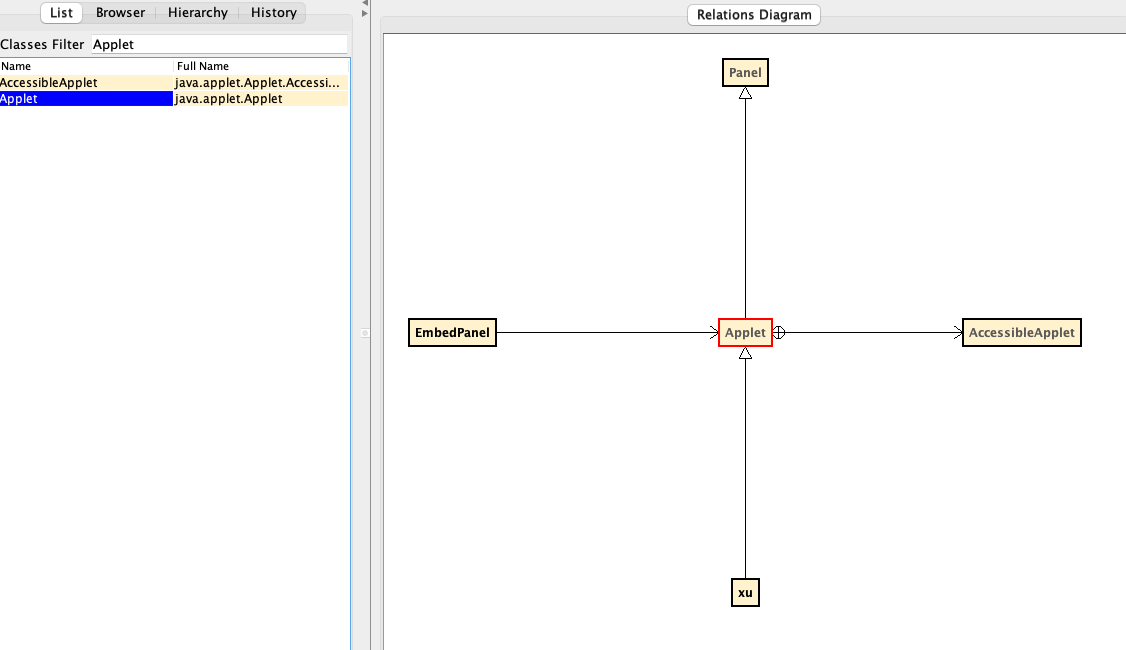 List Browser Hierarchy History
Classes Filter Applet
Name Full Name
AccessibleApplet java.applet.Applet.Accessi...
Applet java.applet.Applet
Relations Diagram
Panel
EmbedPanel Applet AccessibleApplet
xu